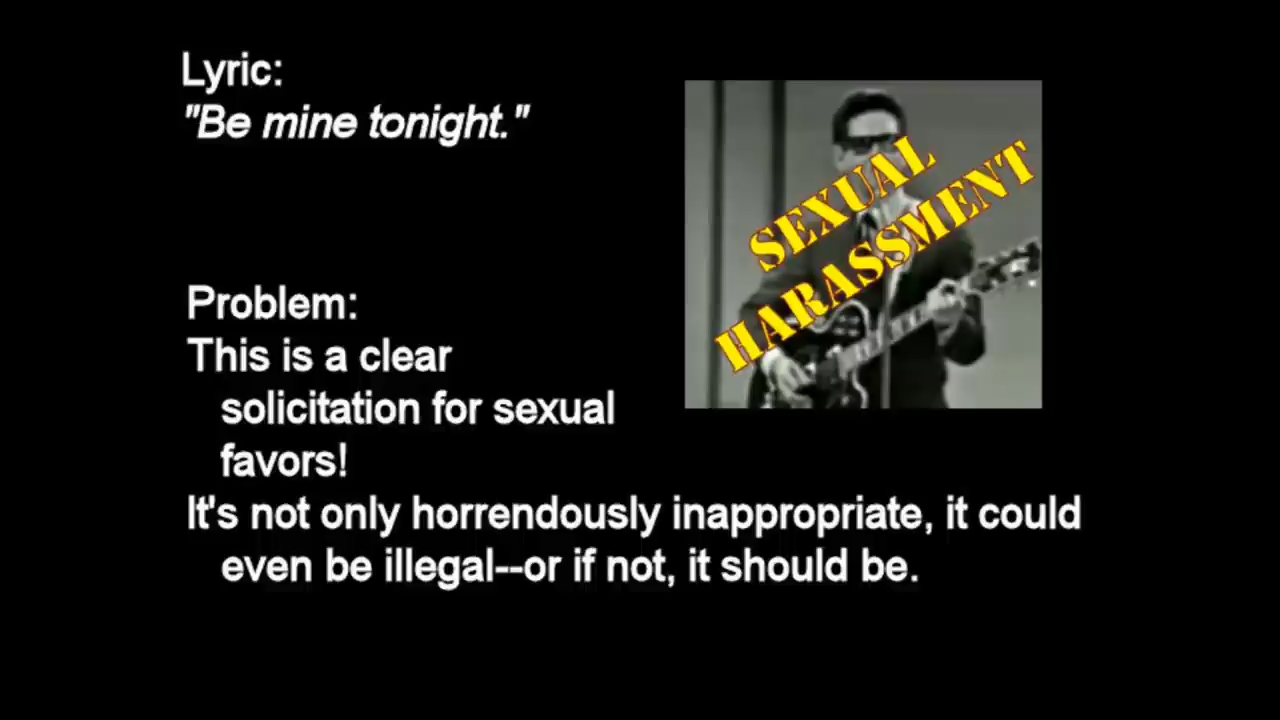 Lyric:
"Be mine tonight."
SEXUAL
HARASSMENT
Problem:
This is a clear
solicitation for sexual
favors!
It's not only horrendously inappropriate, it could
even be illegal--or if not, it should be.